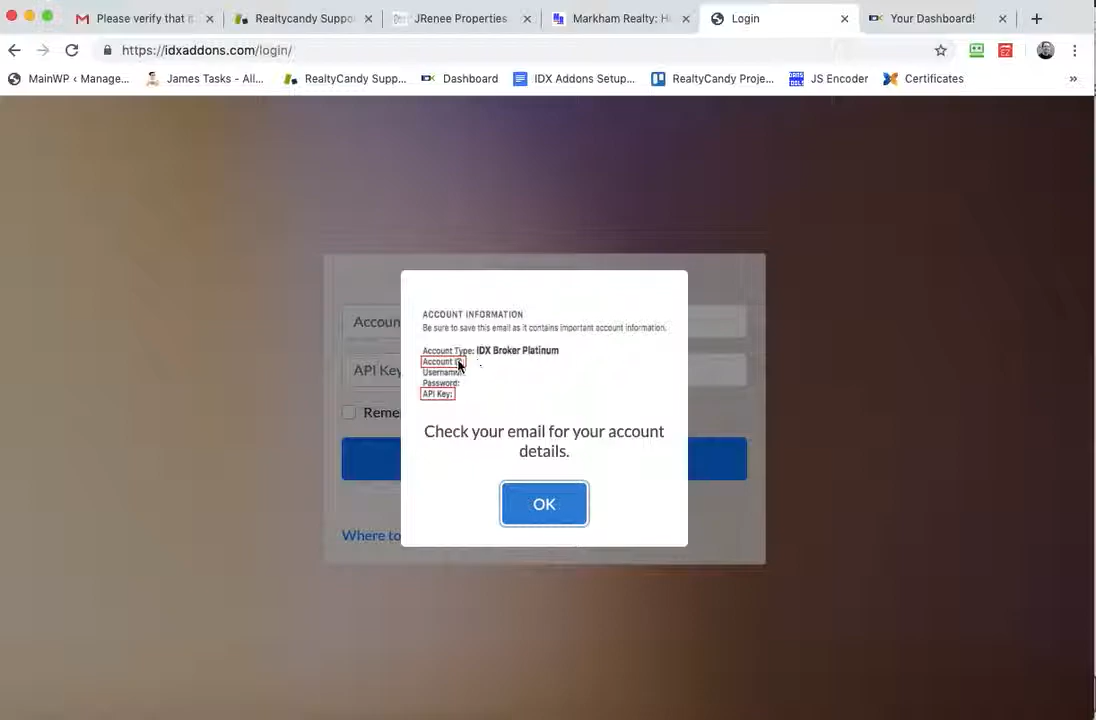 Please verify that
Realtycandy Suppo
JRenee Properties
Markham Realty: H
Login
Your Dashboard!
https://idxaddons.com/login/
MainWP ‹ Manage...
James Tasks - All...
RealtyCandy Supp...
Dashboard
IDX Addons Setup...
RealtyCandy Proje...
JS Encoder
Certificates
»
ACCOUNT INFORMATION
Be sure to save this email as it contains important account information.
Account Type: IDX Broker Platinum
Account
Username:
Password:
API Key:
Accoun
API Key
Reme
Check your email for your account
details.
OK
Where to